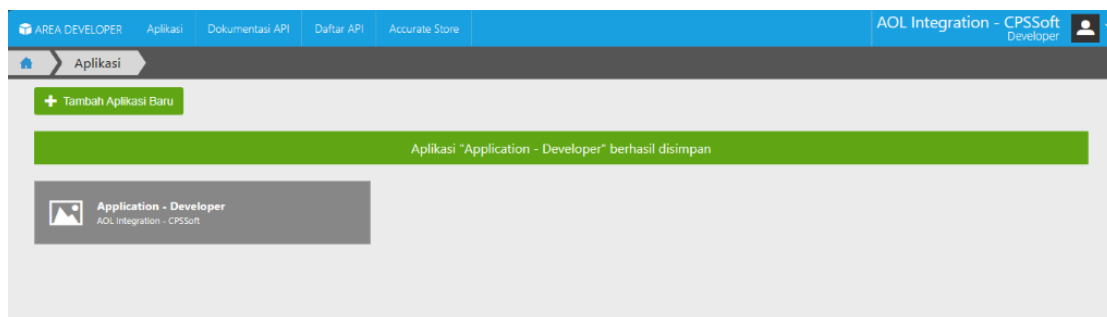 AREA DEVELOPER Aplikasi Dokumentasi API Daftar API Accurate Store AOL Integration - CPSSoft
Developer
Aplikasi
Tambah Aplikasi Baru
Aplikasi "Application - Developer" berhasil disimpan
Application - Developer
AOL Integration - CPSSoft